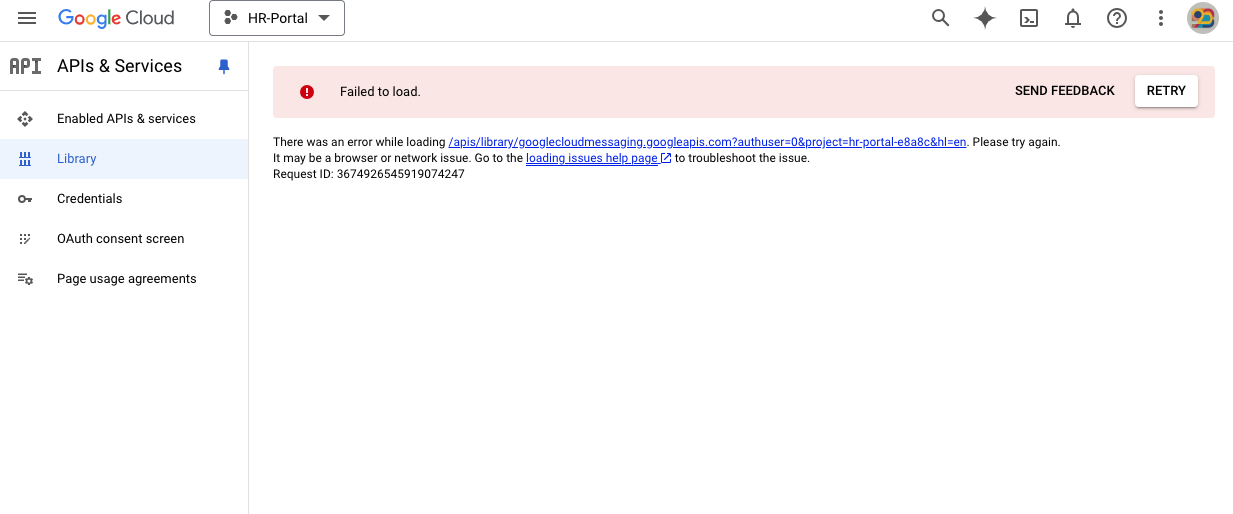 Google Cloud
HR-Portal
API
APIs & Services
Enabled APIs & services
Library
Credentials
OAuth consent screen
Page usage agreements
Failed to load.
SEND FEEDBACK
RETRY
There was an error while loading /apis/library/googlecloudmessaging.googleapis.com?authuser=0&project=hr-portal-e8a8c&hl=en. Please try again.
It may be a browser or network issue. Go to the loading issues help page to troubleshoot the issue.
Request ID: 3674926545919074247